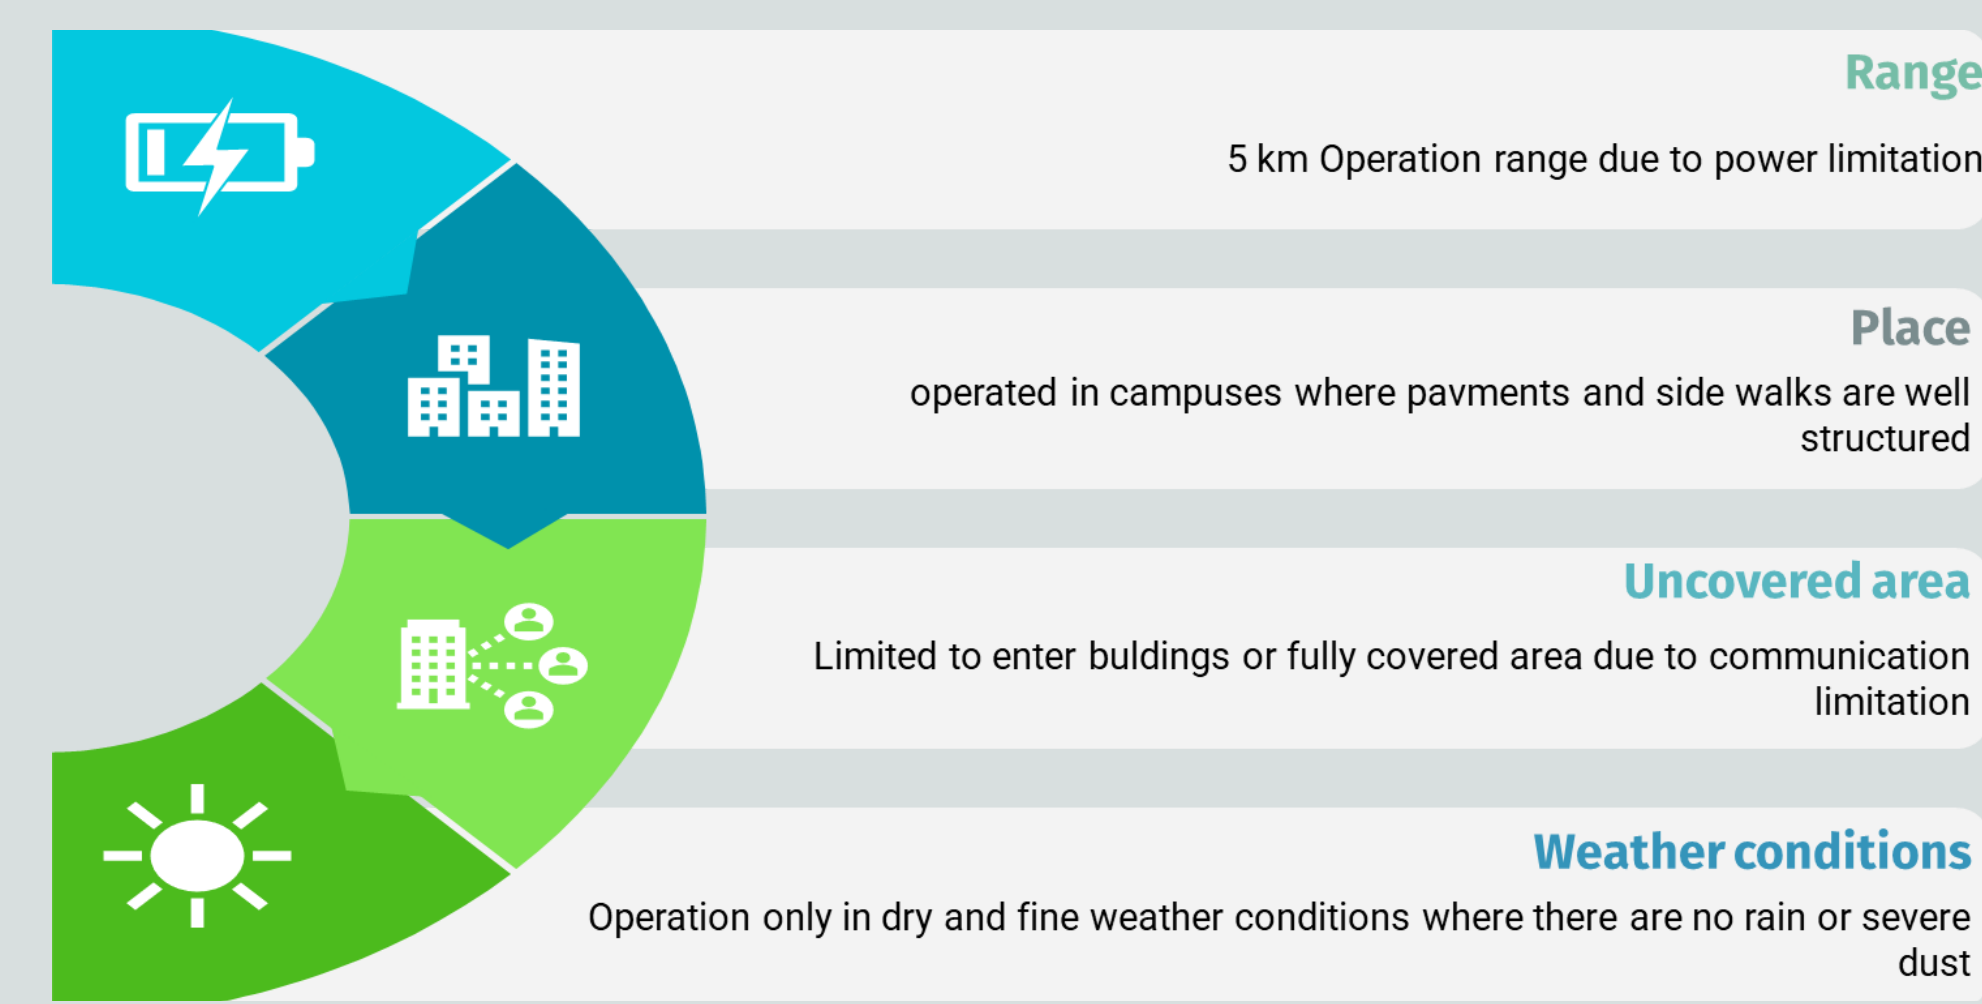 Range
5 km Operation range due to power limitation
Place
operated in campuses where pavments and side walks are well
structured
Uncovered area
Limited to enter buldings or fully covered area due to communication
limitation
Weather conditions
Operation only in dry and fine weather conditions where there are no rain or severe
dust